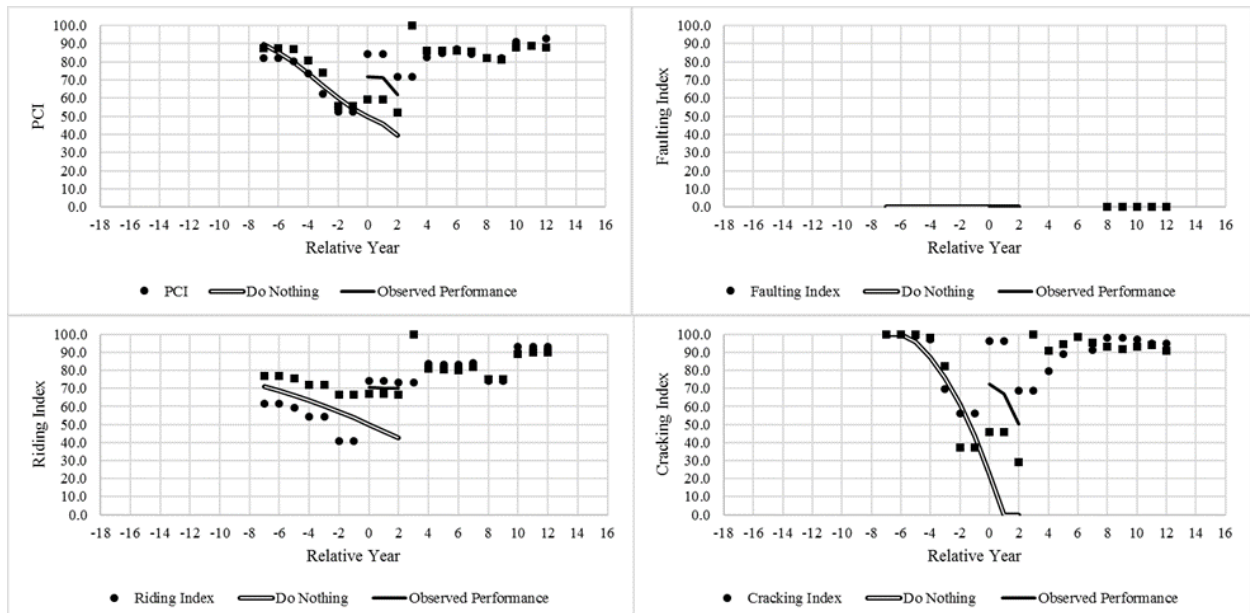 100.0
90.0
80.0
70.0
60.0
50.0
40.0
30.0
20.0
10.0
0.0
PCI
-18 -16 -14 -12 -10 -8 -6 -4 -2 0 2 4 6 8 10 12 14 16
Relative Year
PCI Do Nothing Observed Performance
100.0
90.0
80.0
70.0
60.0
50.0
40.0
30.0
20.0
10.0
0.0
Faulting Index
-18 -16 -14 -12 -10 -8 -6 -4 -2 0 2 4 6 8 10 12 14 16
Relative Year
Faulting Index Do Nothing Observed Performance
100.0
90.0
80.0
70.0
60.0
50.0
40.0
30.0
20.0
10.0
0.0
Riding Index
-18 -16 -14 -12 -10 -8 -6 -4 -2 0 2 4 6 8 10 12 14 16
Relative Year
Riding Index Do Nothing Observed Performance
100.0
90.0
80.0
70.0
60.0
50.0
40.0
30.0
20.0
10.0
0.0
Cracking Index
-18 -16 -14 -12 -10 -8 -6 -4 -2 0 2 4 6 8 10 12 14 16
Relative Year
Cracking Index Do Nothing Observed Performance